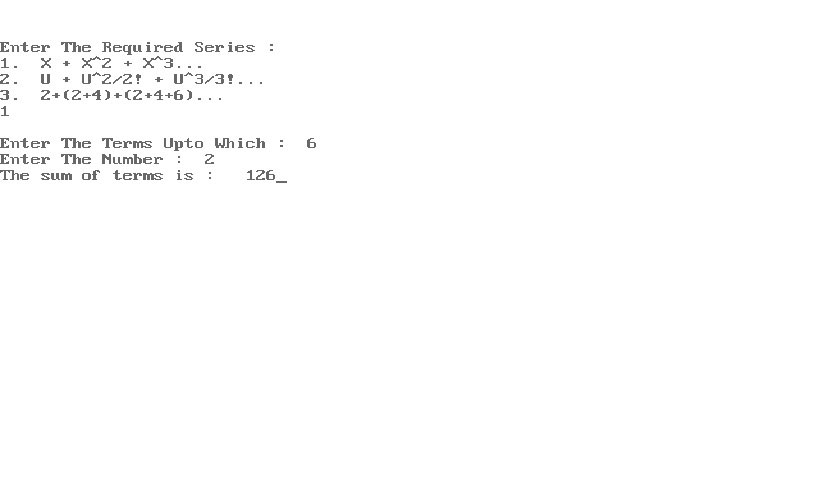 Enter The Required Series :
1.  X + X^2 + X^3...
2.  U + U^2/2! + U^3/3!...
3.  2+(2+4)+(2+4+6)...
1
Enter The Terms Upto Which :  6
Enter The Number :  2
The sum of terms is :   126_